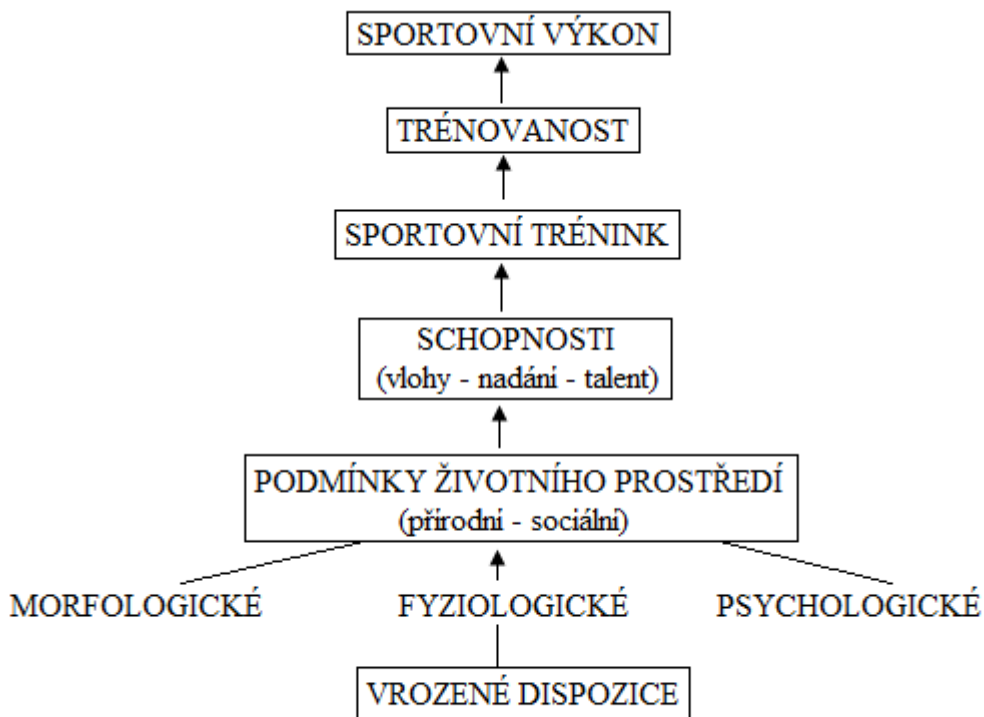 SPORTOVNÍ VÝKON
TRÉNOVANOST
SPORTOVNÍ TRÉNINK
SCHOPNOSTI
(vlohy - nadání - talent)
PODMÍNKY ŽIVOTNÍHO PROSTŘEDÍ
(přírodní - sociální)
MORFOLOGICKÉ FYZIOLOGICKÉ PSYCHOLOGICKÉ
VROZENÉ DISPOZICE